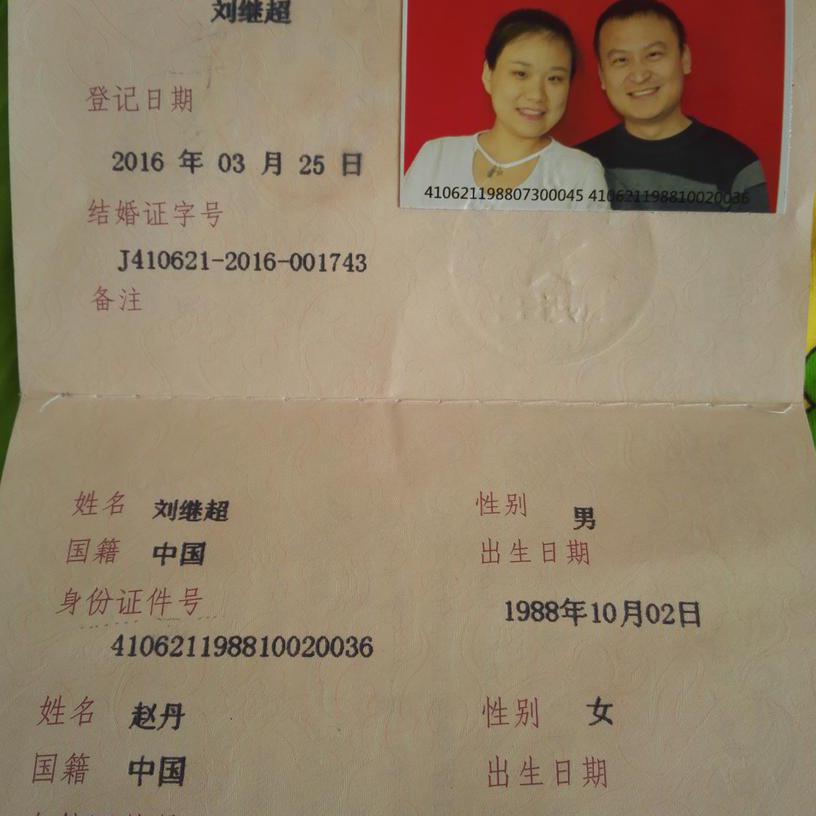 刘继超
登记日期
2016 年 03 月 25 日
结婚证字号
J410621-2016-001743
备注
410621198807300045 410621198810020036
姓名 刘继超 性别 男
国籍 中国 出生日期
身份证件号 1988年10月02日
410621198810020036
姓名 赵丹 性别 女
国籍 中国 出生日期